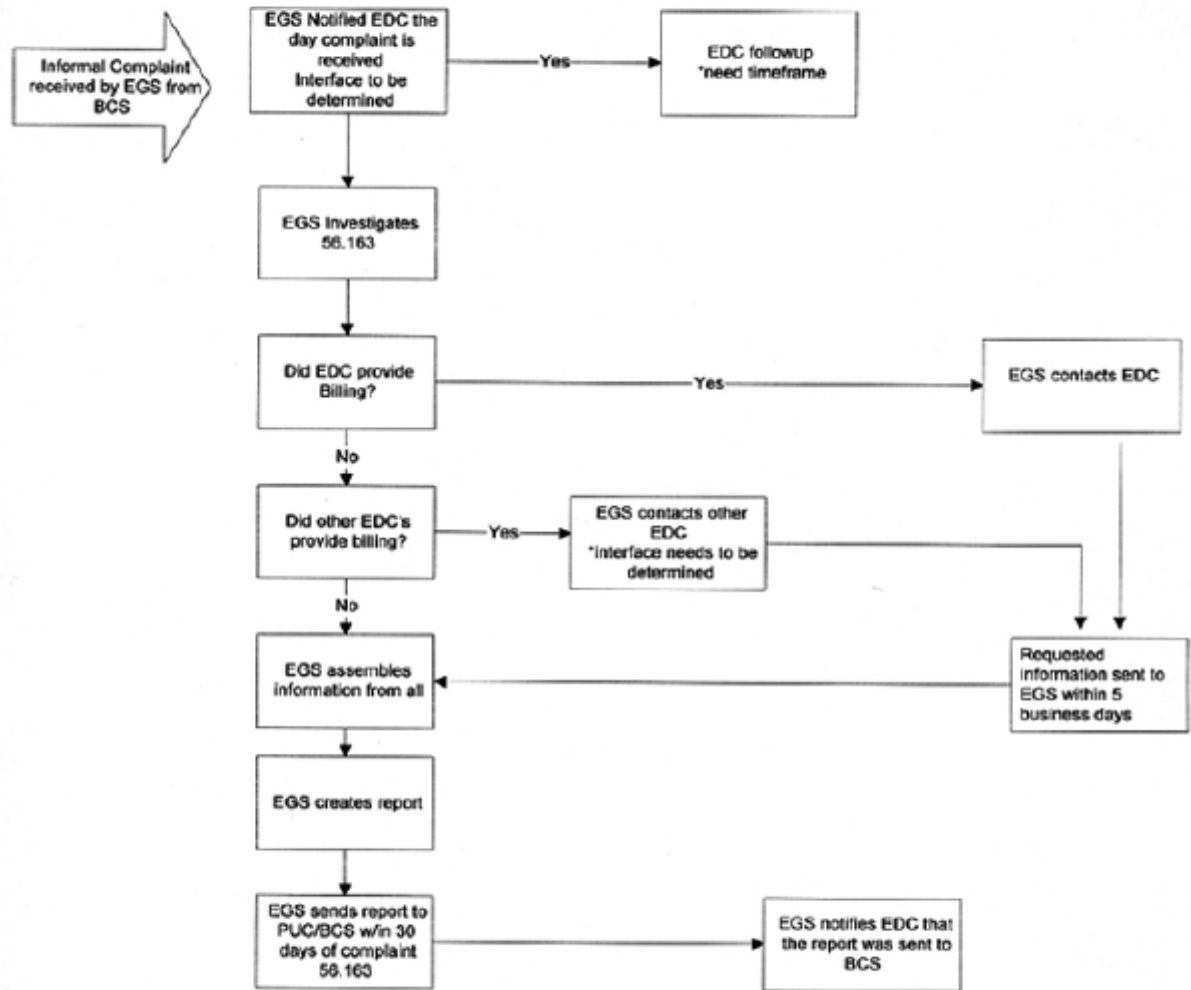 Informal Complaint
received by EGS from
BCS
EGS Notified EDC the
day complaint is
received
Interface to be
determined
Yes
EDC followup
*need timeframe
EGS Investigates
56.163
Did EDC provide
Billing?
Yes
EGS contacts EDC
No
Did other EDC's
provide billing?
Yes
EGS contacts other
EDC
*interface needs to be
determined
No
EGS assembles
information from all
Requested
information sent to
EGS within 5
business days
EGS creates report
EGS sends report to
PUC/BCS w/in 30
days of complaint
56.163
EGS notifies EDC that
the report was sent to
BCS